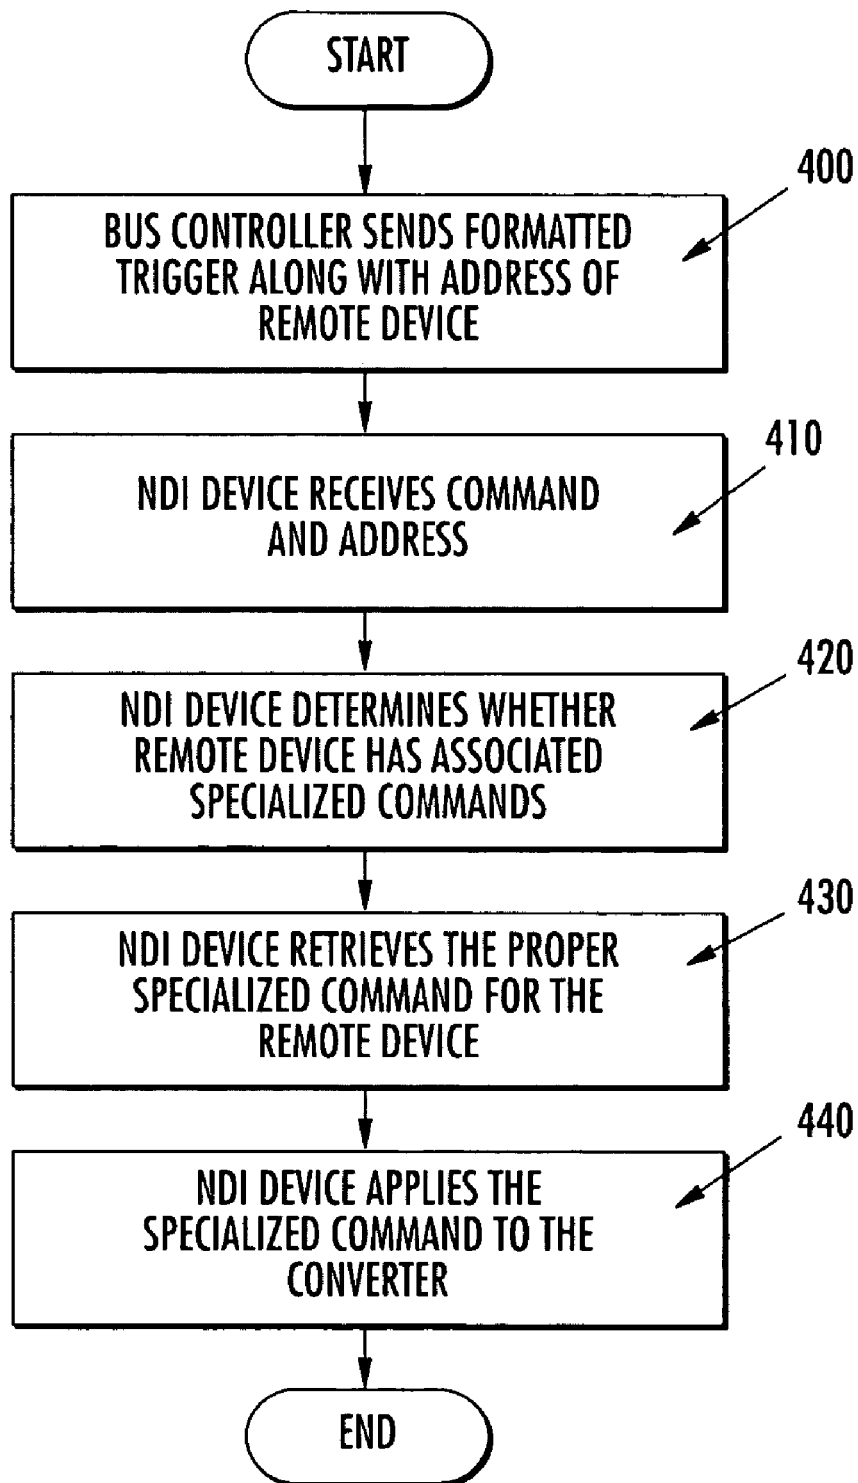 START
400
BUS CONTROLLER SENDS FORMATTED
TRIGGER ALONG WITH ADDRESS OF
REMOTE DEVICE
410
NDI DEVICE RECEIVES COMMAND
AND ADDRESS
420
NDI DEVICE DETERMINES WHETHER
REMOTE DEVICE HAS ASSOCIATED
SPECIALIZED COMMANDS
430
NDI DEVICE RETRIEVES THE PROPER
SPECIALIZED COMMAND FOR THE
REMOTE DEVICE
440
NDI DEVICE APPLIES THE
SPECIALIZED COMMAND TO THE
CONVERTER
END